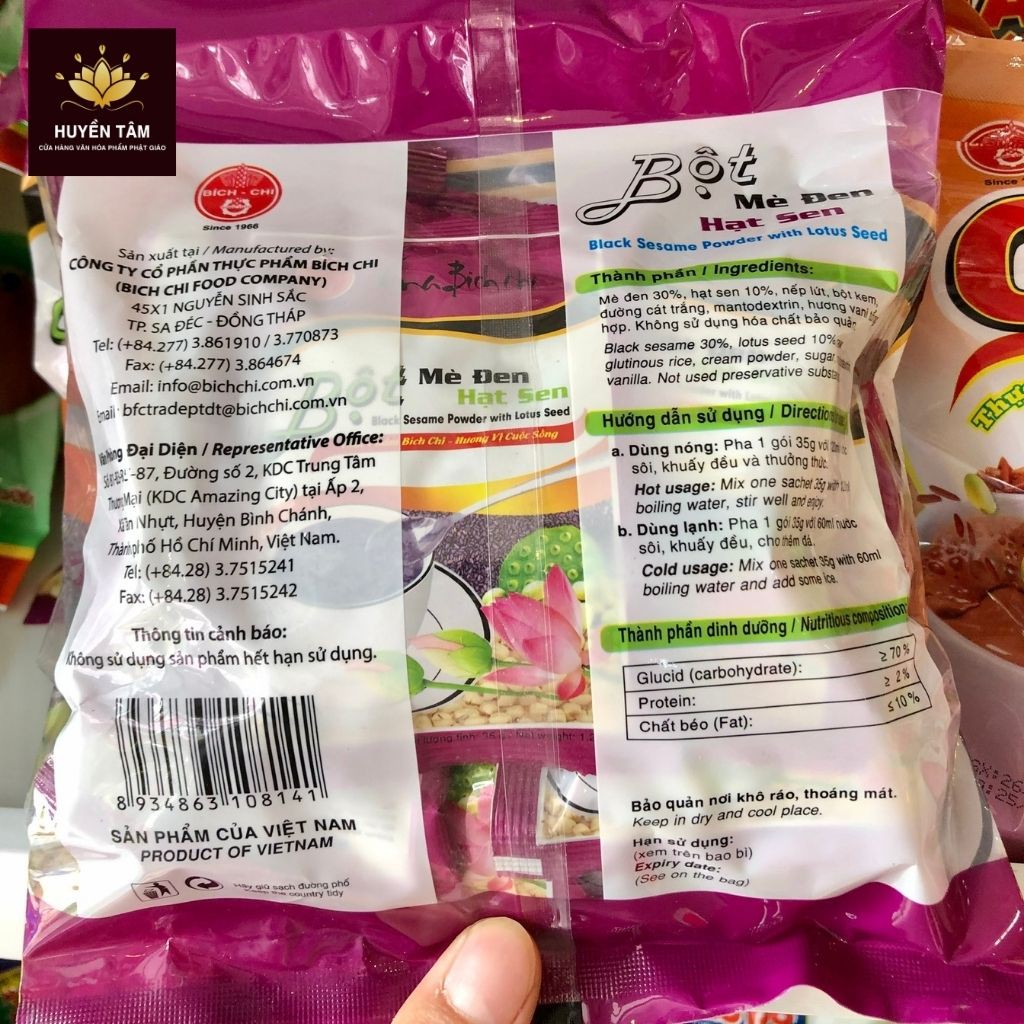 HUYỀN TÂM
CỬA HÀNG VĂN HÓA PHẨM PHẬT GIÁO
BÍCH - CHI
Since 1966
Sản xuất tại / Manufactured by:
CÔNG TY CỔ PHẦN THỰC PHẨM BÍCH CHI
(BICH CHI FOOD COMPANY)
45X1 NGUYỄN SINH SẮC
TP. SA ĐÉC - ĐỒNG THÁP
Tel: (+84.277) 3.861910 / 3.770873
Fax: (+84.277) 3.864674
Email: info@bichchi.com.vn
Email: bfctradeptdt@bichchi.com.vn
Đại Diện / Representative Office:
-87, Đường số 2, KDC Trung Tâm
Mại (KDC Amazing City) tại Ấp 2,
Nhựt, Huyện Bình Chánh,
Thành phố Hồ Chí Minh, Việt Nam.
Tel: (+84.28) 3.7515241
Fax: (+84.28) 3.7515242
Thông tin cảnh báo:
Không sử dụng sản phẩm hết hạn sử dụng.
8 934863 108141
SẢN PHẨM CỦA VIỆT NAM
PRODUCT OF VIETNAM
Hãy giữ sạch đường phố
Keep the country tidy
Bột
Mè Đen
Hạt Sen
Sesame Powder with Lotus Seed
Bích Chi - Hương Vị Cuộc Sống
Bột
Mè Đen
Hạt Sen
Black Sesame Powder with Lotus Seed
Thành phần / Ingredients:
Mè đen 30%, hạt sen 10%, nếp lứt, bột kem,
đường cát trắng, mantodextrin, hương vani
hợp. Không sử dụng hóa chất bảo quản
Black sesame 30%, lotus seed 10%
glutinous rice, cream powder, sugar
vanilla. Not used preservative
Hướng dẫn sử dụng /
a. Dùng nóng: Pha 1 gói 35g với
sôi, khuấy đều và thưởng thức.
Hot usage: Mix one sachet 35g with
boiling water, stir well and enjoy.
b. Dùng lạnh: Pha 1 gói 35g với 60ml nước
sôi, khuấy đều, cho thêm đá.
Cold usage: Mix one sachet 35g with 60ml
boiling water and add some ice.
Thành phần dinh dưỡng / Nutritious composition:
Glucid (carbohydrate): ≥ 70 %
Protein: ≥ 2%
Chất béo (Fat): ≤ 10%
Bảo quản nơi khô ráo, thoáng mát.
Keep in dry and cool place.
Hạn sử dụng:
(xem trên bao bì)
Expiry date:
(See on the bag)
Since